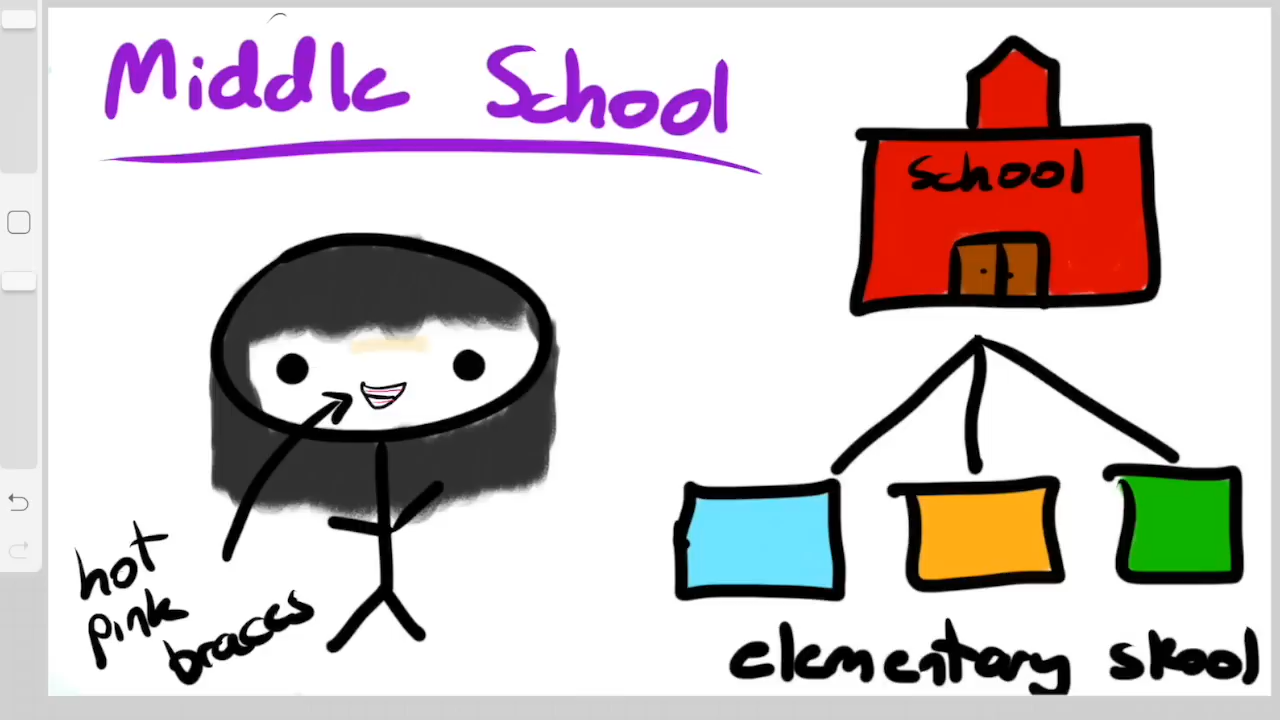 Middle School
School
hot
pink
braces
elementary skool